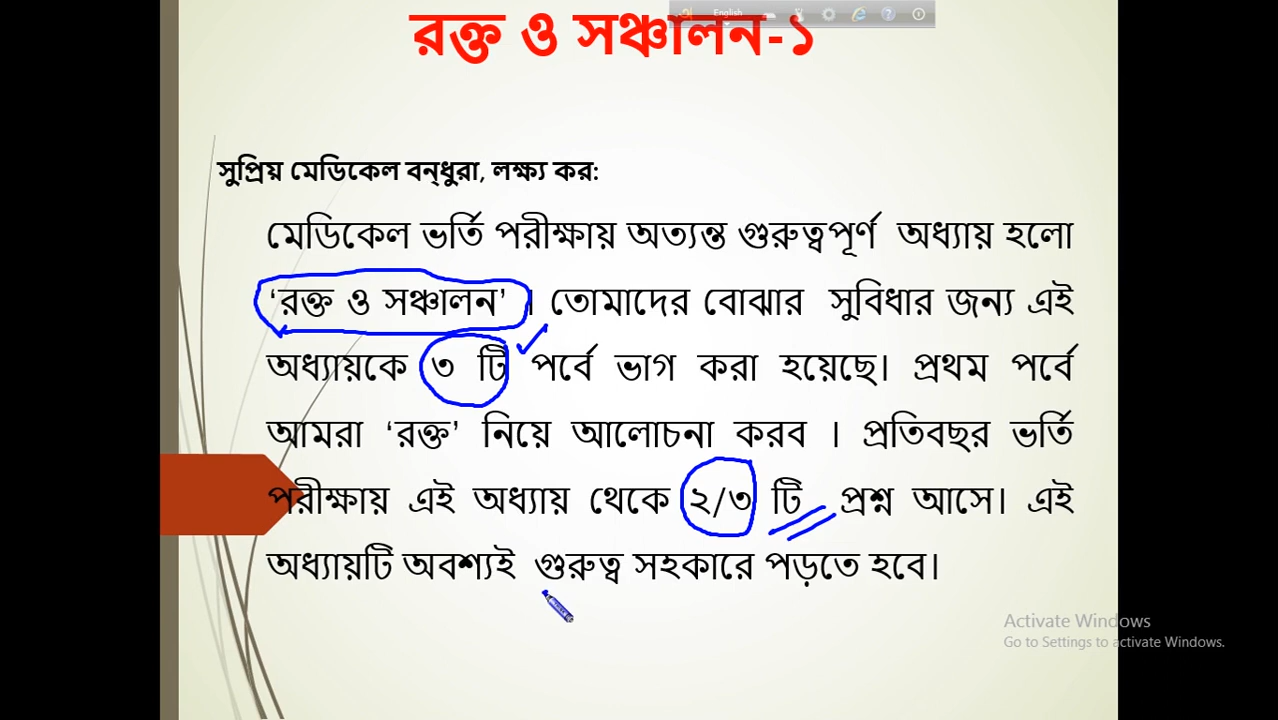 রক্ত ও সঞ্চালন-১
English
সুপ্রিয় মেডিকেল বন্ধুরা, লক্ষ্য কর:
মেডিকেল ভর্তি পরীক্ষায় অত্যন্ত গুরুত্বপূর্ণ অধ্যায় হলো
‘রক্ত ও সঞ্চালন’ । তোমাদের বোঝার সুবিধার জন্য এই
অধ্যায়কে ৩ টি পর্বে ভাগ করা হয়েছে। প্রথম পর্বে
আমরা ‘রক্ত’ নিয়ে আলোচনা করব । প্রতিবছর ভর্তি
পরীক্ষায় এই অধ্যায় থেকে ২/৩ টি প্রশ্ন আসে। এই
অধ্যায়টি অবশ্যই গুরুত্ব সহকারে পড়তে হবে।
Activate Windows
Go to Settings to activate Windows.